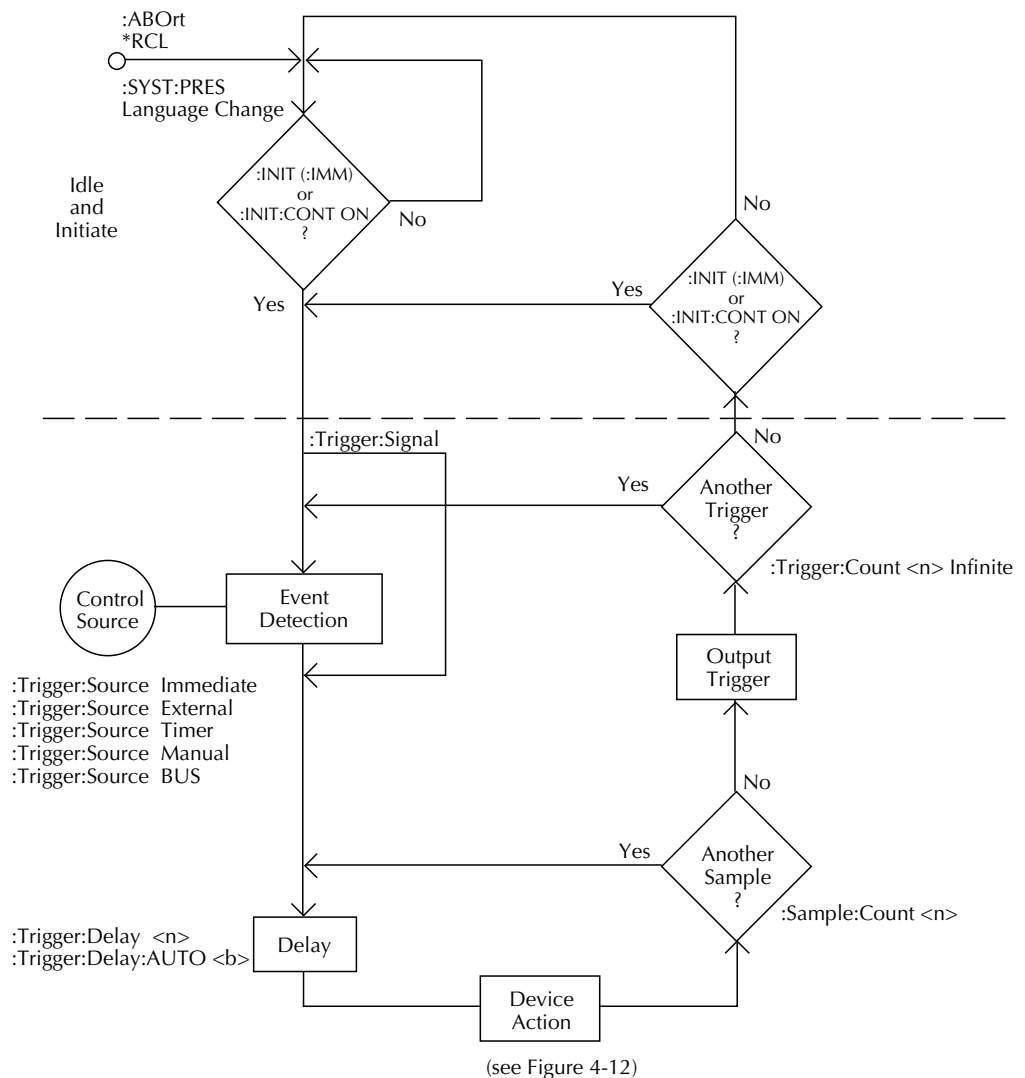 :ABOrt
*RCL
:SYST:PRES
Language Change
Idle
and
Initiate
:INIT (:IMM)
or
:INIT:CONT ON
?
No
Yes
No
:INIT (:IMM)
or
:INIT:CONT ON
?
Yes
:Trigger:Signal
No
Another
Trigger
?
Yes
:Trigger:Count <n> Infinite
Control
Source
Event
Detection
Output
Trigger
:Trigger:Source Immediate
:Trigger:Source External
:Trigger:Source Timer
:Trigger:Source Manual
:Trigger:Source BUS
No
Another
Sample
?
Yes
:Sample:Count <n>
:Trigger:Delay <n>
:Trigger:Delay:AUTO <b>
Delay
Device
Action
(see Figure 4-12)